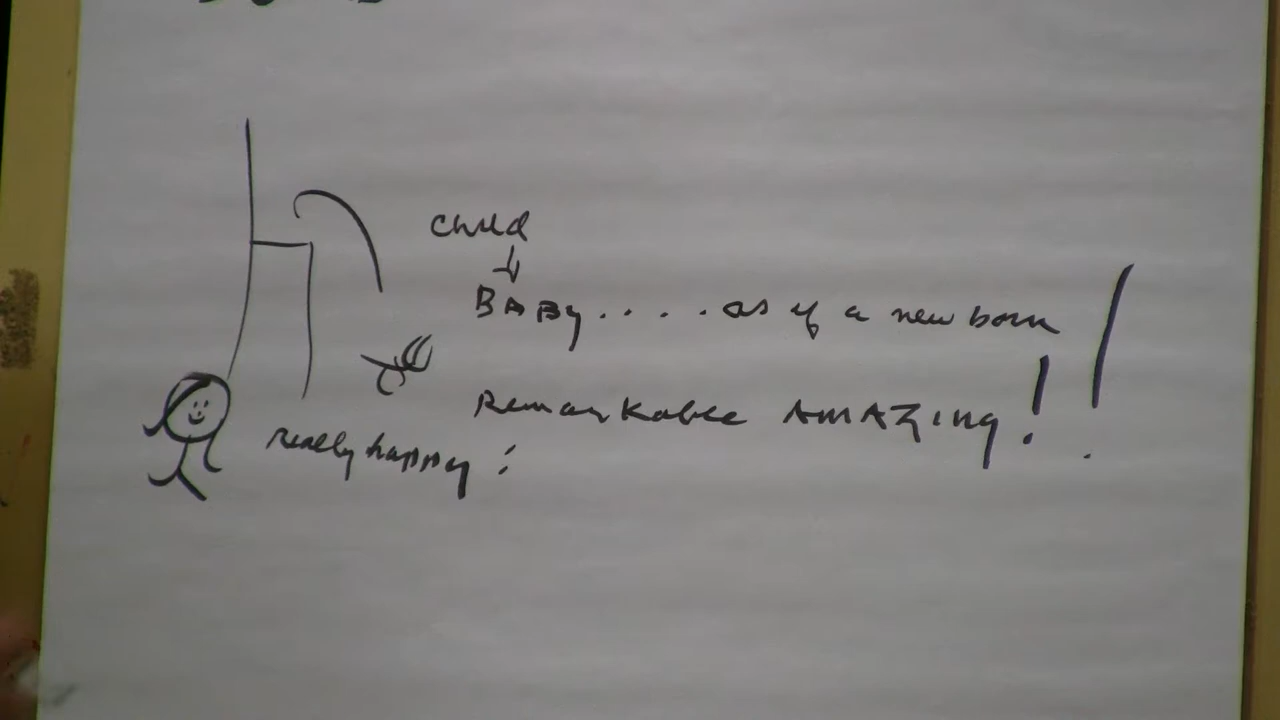 child
BABy.....as if a new born
Remarkable AMAZing!!
really happy: